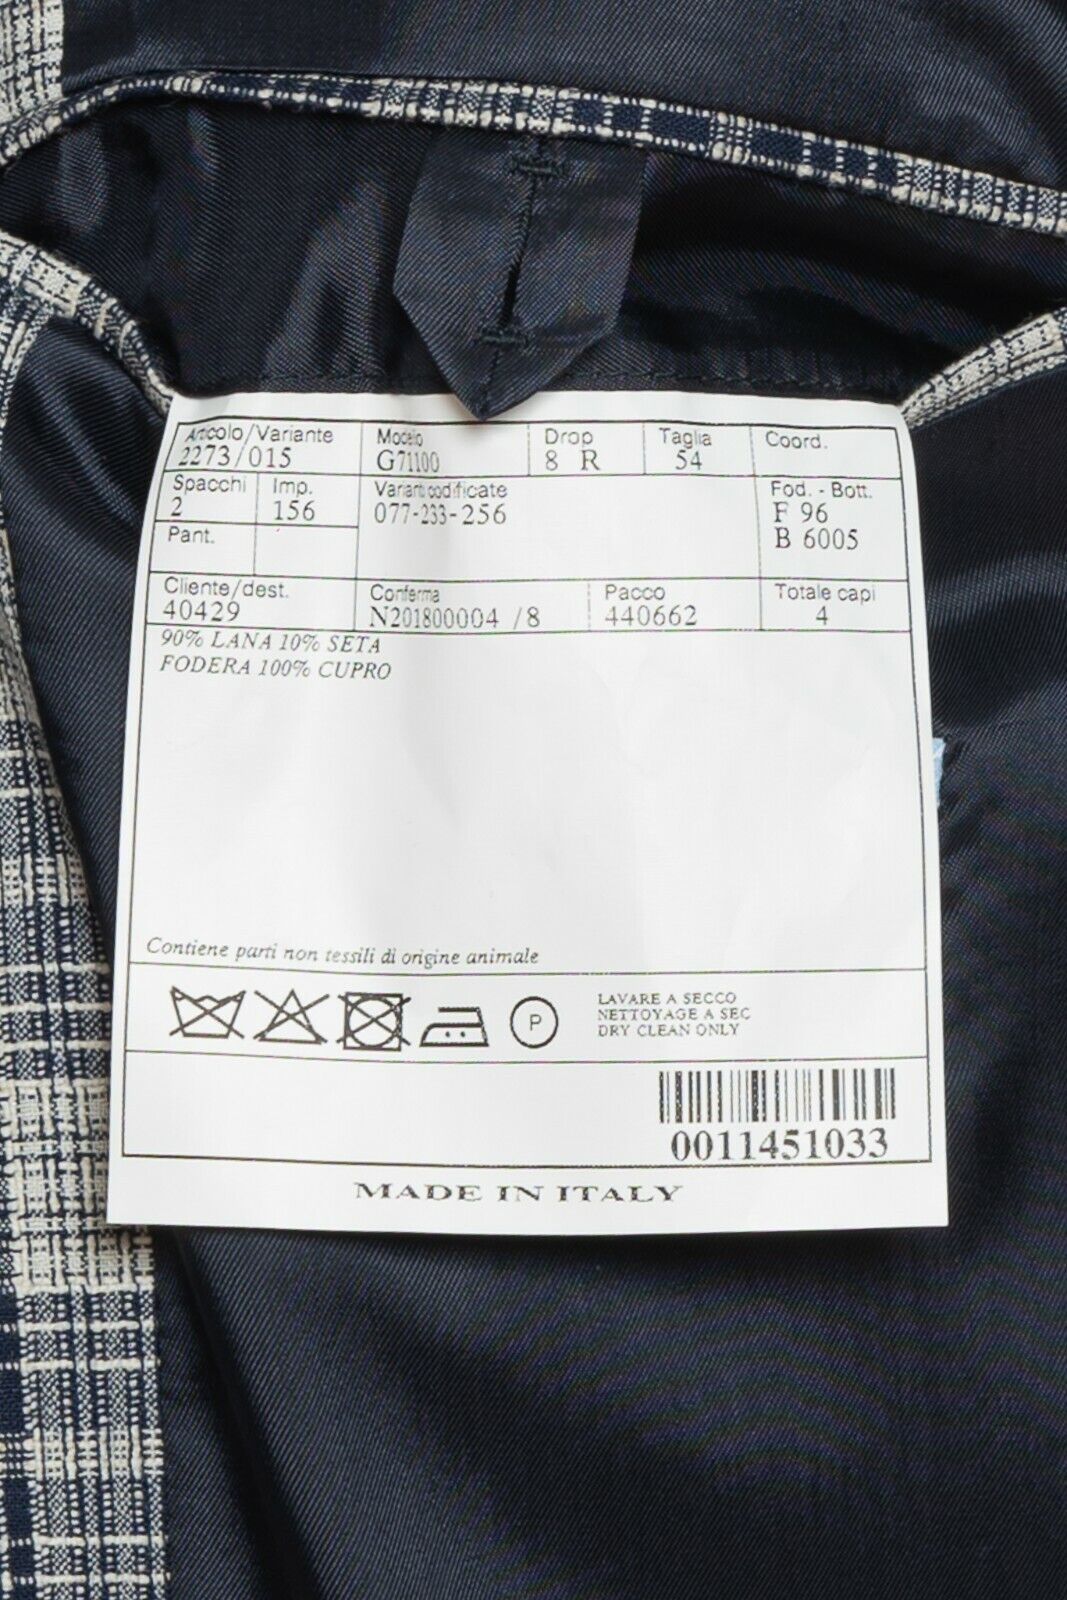 Articolo/Variante Modello Drop Taglia Coord.
2273/015 G71100 8 R 54
Spacchi Imp. Varianti codificate Fod. - Bott.
2 156 077-233-256 F 96
Pant. B 6005
Cliente/dest. Conferma Pacco Totale capi
40429 N201800004 /8 440662 4
90% LANA 10% SETA
FODERA 100% CUPRO
Contiene parti non tessili di origine animale
P
LAVARE A SECCO
NETTOYAGE A SEC
DRY CLEAN ONLY
0011451033
MADE IN ITALY